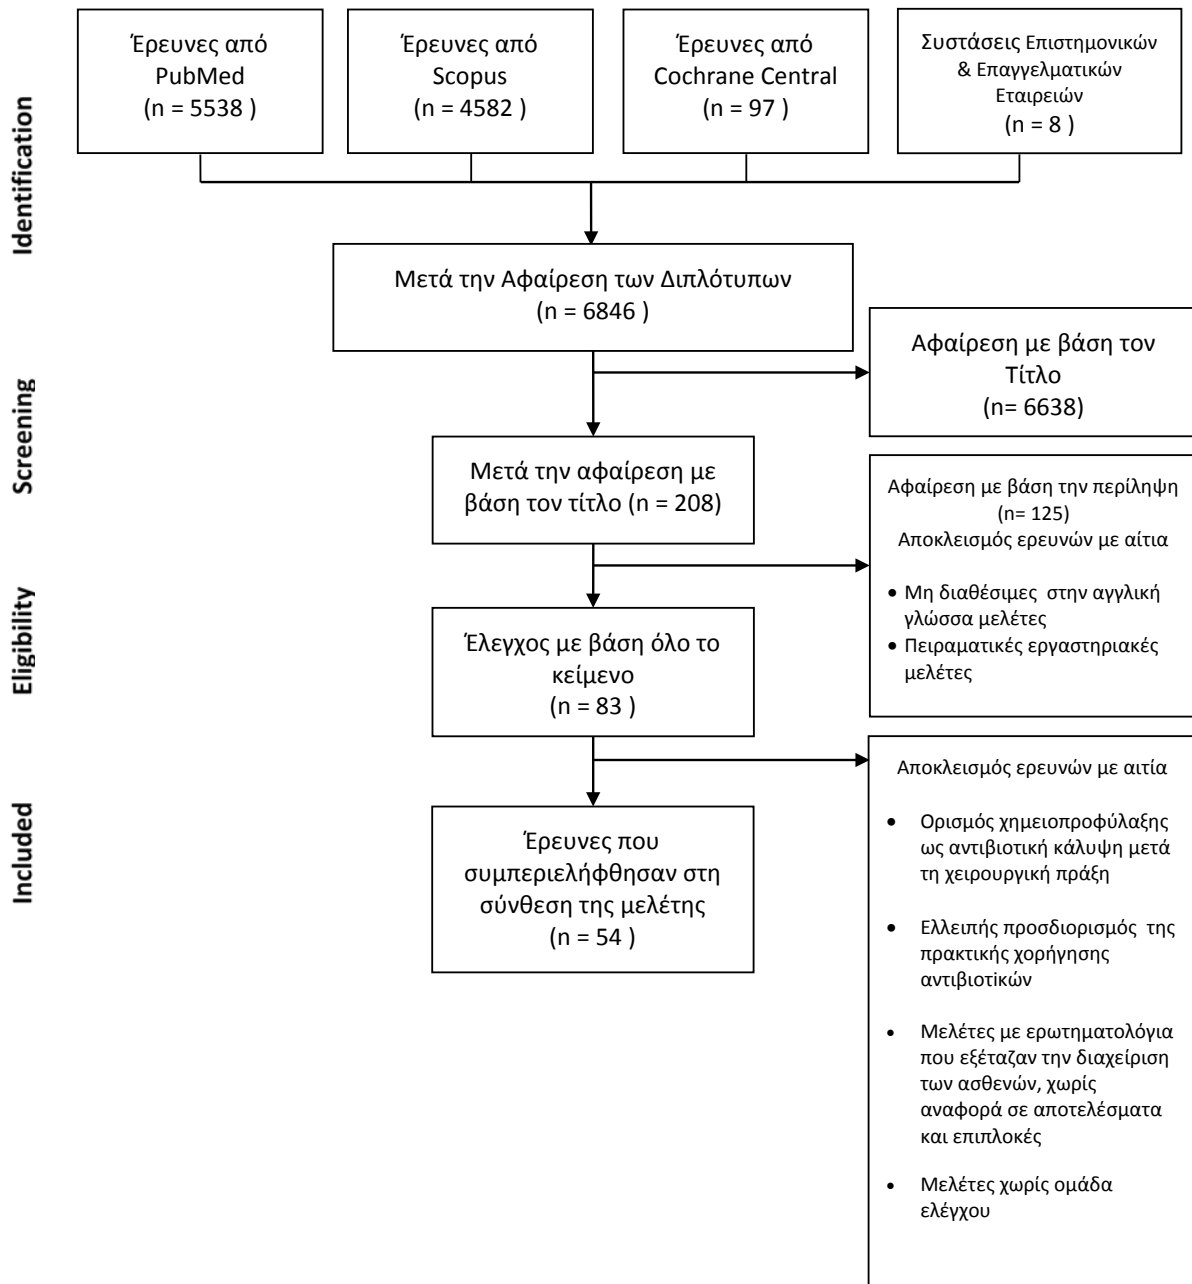 Έρευνες από
PubMed
(n = 5538 )
Έρευνες από
Scopus
(n = 4582 )
Έρευνες από
Cochrane Central
(n = 97 )
Συστάσεις Επιστημονικών
& Επαγγελματικών
Εταιρειών
(n = 8 )
Identification
Μετά την Αφαίρεση των Διπλότυπων
(n = 6846 )
Αφαίρεση με βάση τον
Τίτλο
(n= 6638)
Screening
Μετά την αφαίρεση με
βάση τον τίτλο (n = 208)
Αφαίρεση με βάση την περίληψη
(n= 125)
Αποκλεισμός ερευνών με αίτια
• Μη διαθέσιμες στην αγγλική
γλώσσα μελέτες
• Πειραματικές εργαστηριακές
μελέτες
Eligibility
Έλεγχος με βάση όλο το
κείμενο
(n = 83 )
Αποκλεισμός ερευνών με αιτία
• Ορισμός χημειοπροφύλαξης
ως αντιβιοτική κάλυψη μετά
τη χειρουργική πράξη
• Ελλειπής προσδιορισμός της
πρακτικής χορήγησης
αντιβιοτiκών
• Μελέτες με ερωτηματολόγια
που εξέταζαν την διαχείριση
των ασθενών, χωρίς
αναφορά σε αποτελέσματα
και επιπλοκές
• Μελέτες χωρίς ομάδα
ελέγχου
Included
Έρευνες που
συμπεριελήφθησαν στη
σύνθεση της μελέτης
(n = 54 )